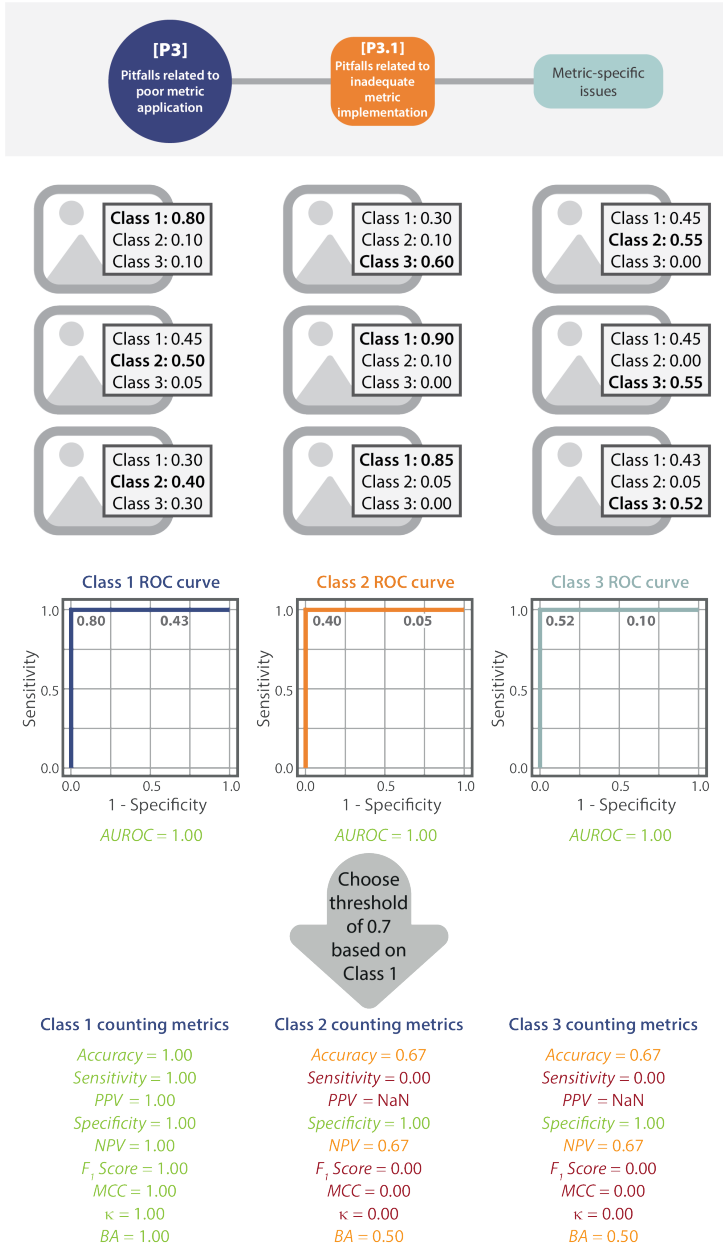 [P3]
Pitfalls related to
poor metric
application
[P3.1]
Pitfalls related to
inadequate
metric
implementation
Metric-specific
issues
Class 1: 0.80
Class 2: 0.10
Class 3: 0.10
Class 1: 0.30
Class 2: 0.10
Class 3: 0.60
Class 1: 0.45
Class 2: 0.55
Class 3: 0.00
Class 1: 0.45
Class 2: 0.50
Class 3: 0.05
Class 1: 0.90
Class 2: 0.10
Class 3: 0.00
Class 1: 0.45
Class 2: 0.00
Class 3: 0.55
Class 1: 0.30
Class 2: 0.40
Class 3: 0.30
Class 1: 0.85
Class 2: 0.05
Class 3: 0.00
Class 1: 0.43
Class 2: 0.05
Class 3: 0.52
Class 1 ROC curve
1.0
0.80 0.43
Sensitivity
0.5
0.0
0.0 0.5 1.0
1 - Specificity
AUROC = 1.00
Class 2 ROC curve
1.0
0.40 0.05
Sensitivity
0.5
0.0
0.0 0.5 1.0
1 - Specificity
AUROC = 1.00
Class 3 ROC curve
1.0
0.52 0.10
Sensitivity
0.5
0.0
0.0 0.5 1.0
1 - Specificity
AUROC = 1.00
Choose
threshold
of 0.7
based on
Class 1
Class 1 counting metrics
Accuracy = 1.00
Sensitivity = 1.00
PPV = 1.00
Specificity = 1.00
NPV = 1.00
F₁ Score = 1.00
MCC = 1.00
κ = 1.00
BA = 1.00
Class 2 counting metrics
Accuracy = 0.67
Sensitivity = 0.00
PPV = NaN
Specificity = 1.00
NPV = 0.67
F₁ Score = 0.00
MCC = 0.00
κ = 0.00
BA = 0.50
Class 3 counting metrics
Accuracy = 0.67
Sensitivity = 0.00
PPV = NaN
Specificity = 1.00
NPV = 0.67
F₁ Score = 0.00
MCC = 0.00
κ = 0.00
BA = 0.50